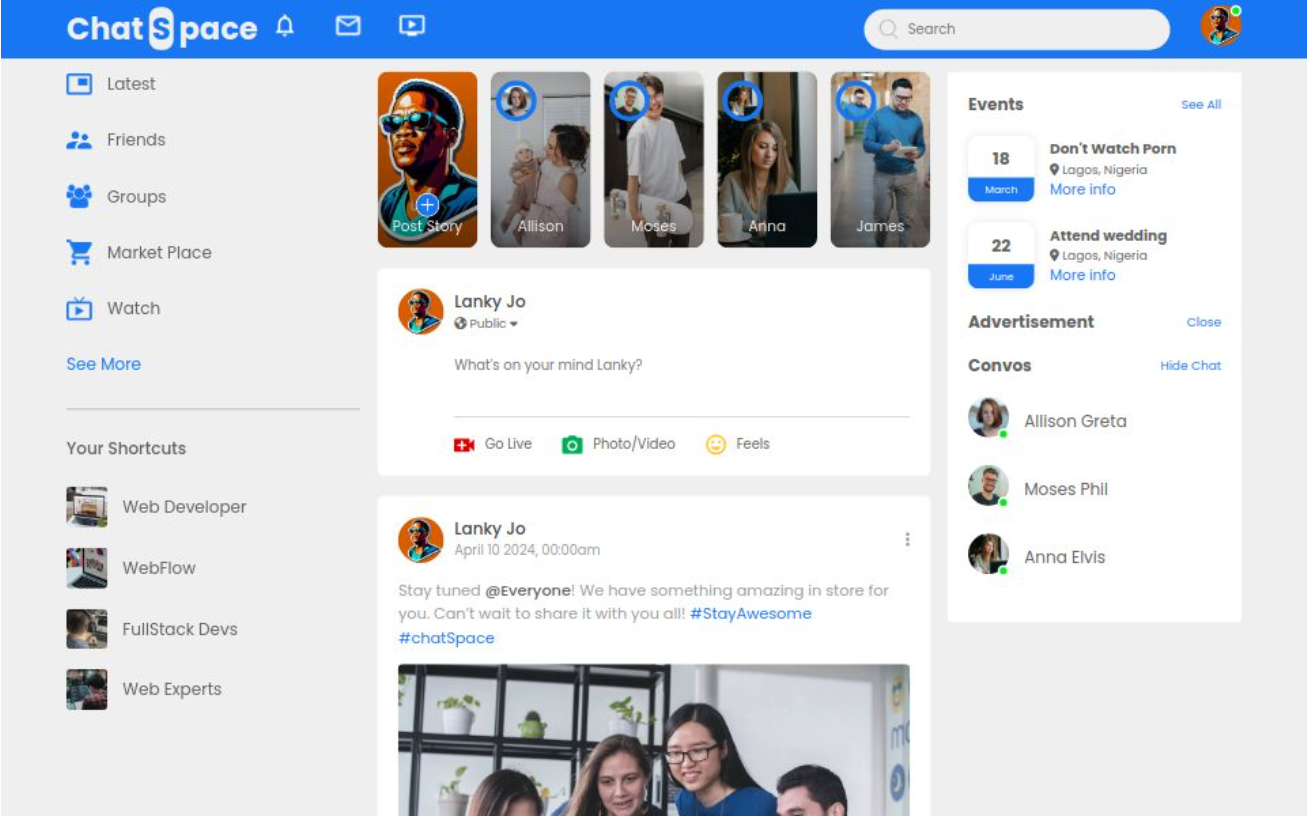 ChatSpace
Search
Latest
Friends
Groups
Market Place
Watch
See More
Your Shortcuts
Web Developer
WebFlow
FullStack Devs
Web Experts
Post Story
Allison
Moses
Anna
James
Lanky Jo
Public
What's on your mind Lanky?
Go Live
Photo/Video
Feels
Lanky Jo
April 10 2024, 00:00am
Stay tuned @Everyone! We have something amazing in store for
you. Can't wait to share it with you all! #StayAwesome
#chatSpace
Events
See All
18
March
Don't Watch Porn
Lagos, Nigeria
More info
22
June
Attend wedding
Lagos, Nigeria
More info
Advertisement
Close
Convos
Hide Chat
Allison Greta
Moses Phil
Anna Elvis